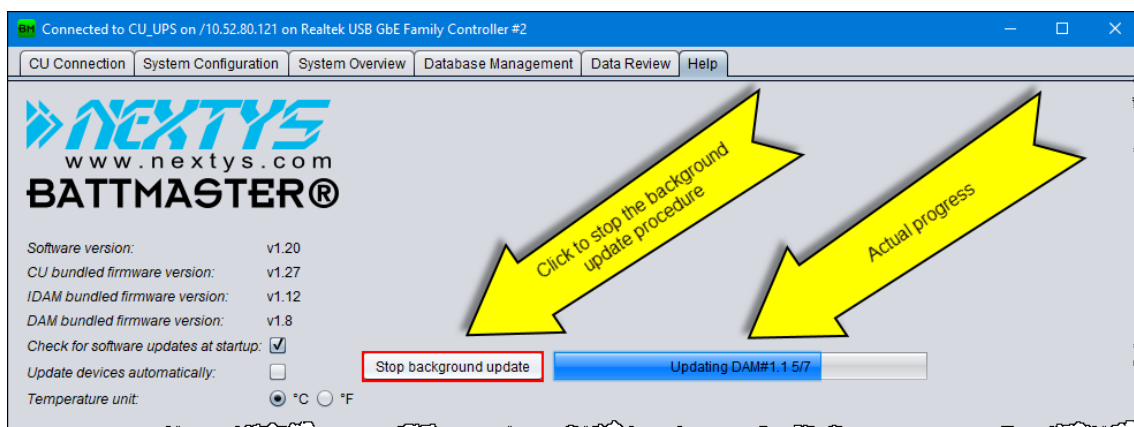 BM Connected to CU_UPS on /10.52.80.121 on Realtek USB GbE Family Controller #2
CU Connection System Configuration System Overview Database Management Data Review Help
NEXTYS
www.nextys.com
BATTMASTER®
Click to stop the background
update procedure
Actual progress
Software version: v1.20
CU bundled firmware version: v1.27
IDAM bundled firmware version: v1.12
DAM bundled firmware version: v1.8
Check for software updates at startup:
Update devices automatically:
Stop background update Updating DAM#1.1 5/7
Temperature unit: °C °F